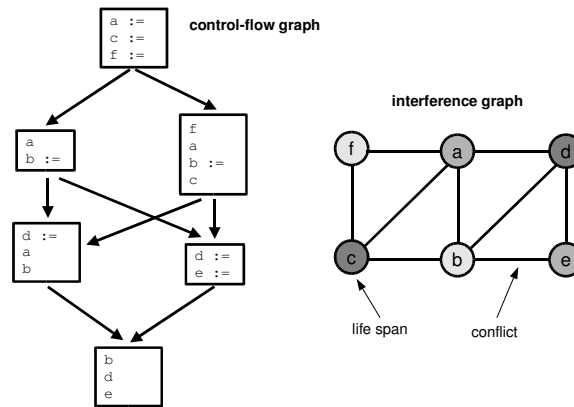 a :=
c :=
f :=
control-flow graph
a
b :=
f
a
b :=
c
d :=
a
b
d :=
e :=
b
d
e
interference graph
f
a
d
c
b
e
life span
conflict